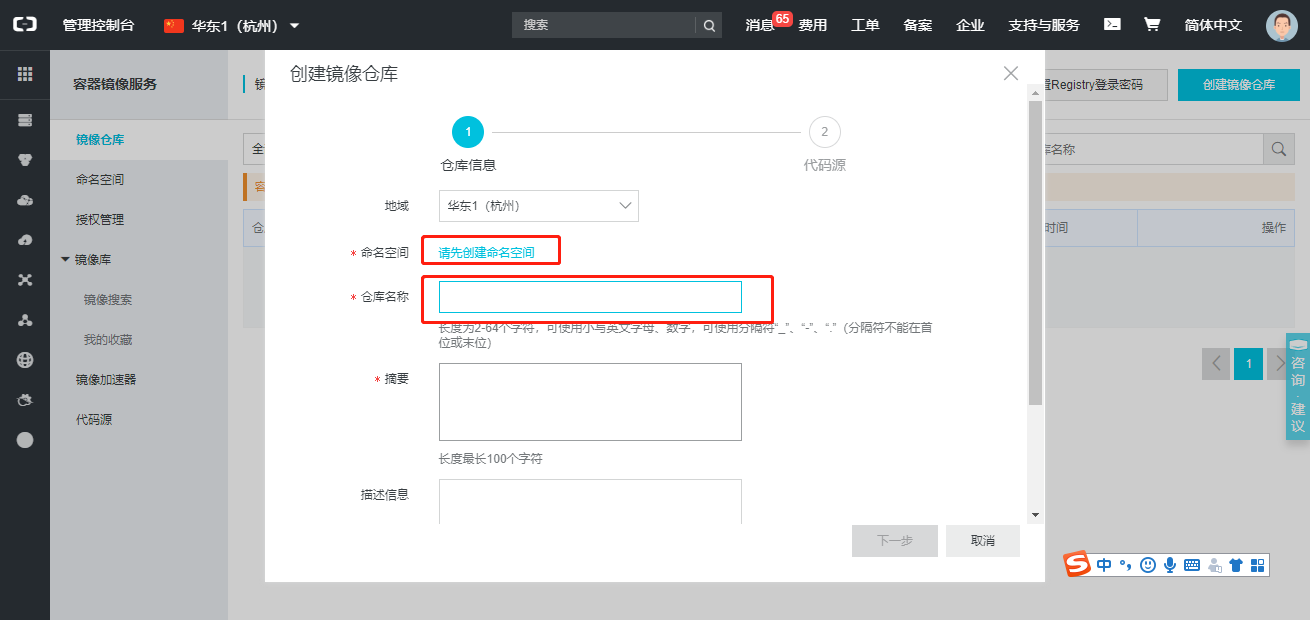 管理控制台
华东1（杭州）
搜索
消息
65
费用
工单
备案
企业
支持与服务
简体中文
容器镜像服务
镜像仓库
命名空间
授权管理
镜像库
镜像搜索
我的收藏
镜像加速器
代码源
镜
Registry登录密码
创建镜像仓库
全
名称
容
仓
时间
操作
创建镜像仓库
1
2
仓库信息
代码源
地域
华东1（杭州）
* 命名空间
请先创建命名空间
* 仓库名称
长度为2-64个字符，可使用小写英文字母、数字，可使用分隔符“_”、“-”、“.”（分隔符不能在首
位或末位）
* 摘要
长度最长100个字符
描述信息
下一步
取消
1
咨询·建议
S中